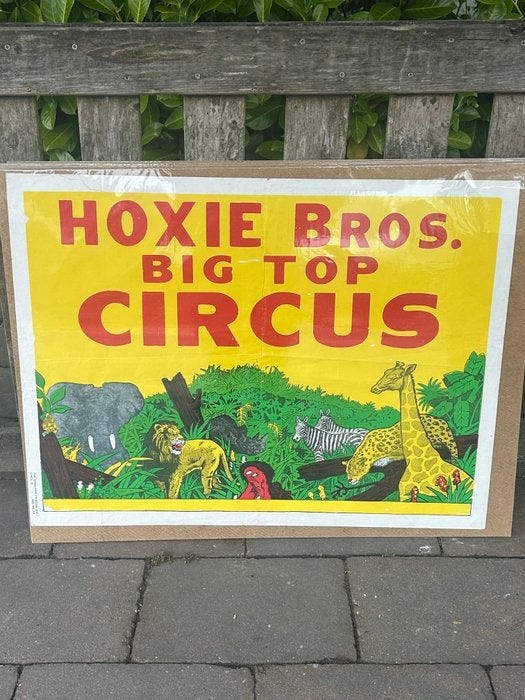 HOXIE BROS.
BIG TOP
CIRCUS